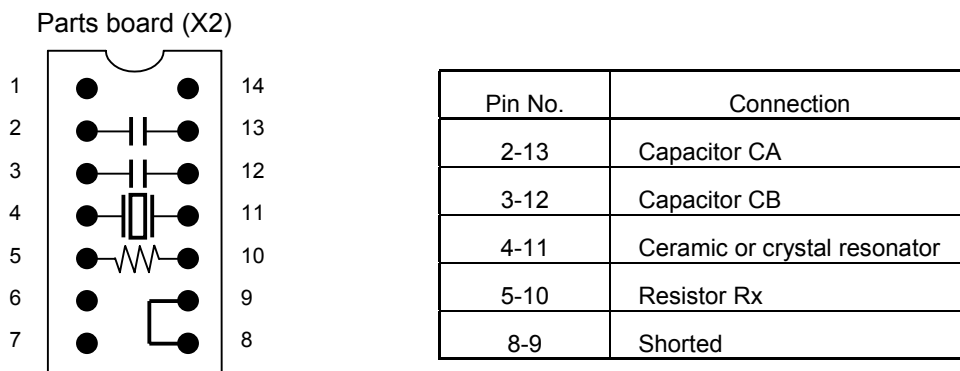 Parts board (X2)
1 14
2 13
3 12
4 11
5 10
6 9
7 8
Pin No. Connection
2-13 Capacitor CA
3-12 Capacitor CB
4-11 Ceramic or crystal resonator
5-10 Resistor Rx
8-9 Shorted